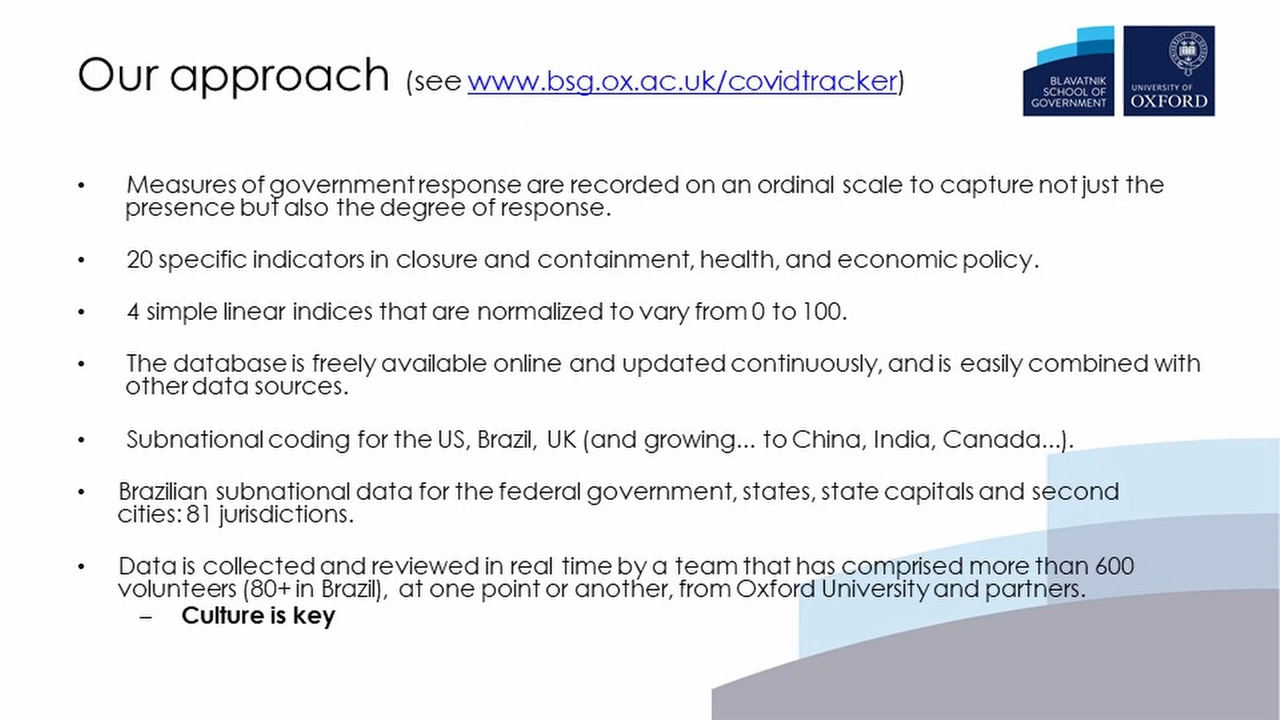 Our approach (see www.bsg.ox.ac.uk/covidtracker)
BLAVATNIK
SCHOOL OF
GOVERNMENT
UNIVERSITY OF
OXFORD
• Measures of government response are recorded on an ordinal scale to capture not just the
presence but also the degree of response.
• 20 specific indicators in closure and containment, health, and economic policy.
• 4 simple linear indices that are normalized to vary from 0 to 100.
• The database is freely available online and updated continuously, and is easily combined with
other data sources.
• Subnational coding for the US, Brazil, UK (and growing... to China, India, Canada...).
• Brazilian subnational data for the federal government, states, state capitals and second
cities: 81 jurisdictions.
• Data is collected and reviewed in real time by a team that has comprised more than 600
volunteers (80+ in Brazil), at one point or another, from Oxford University and partners.
– Culture is key